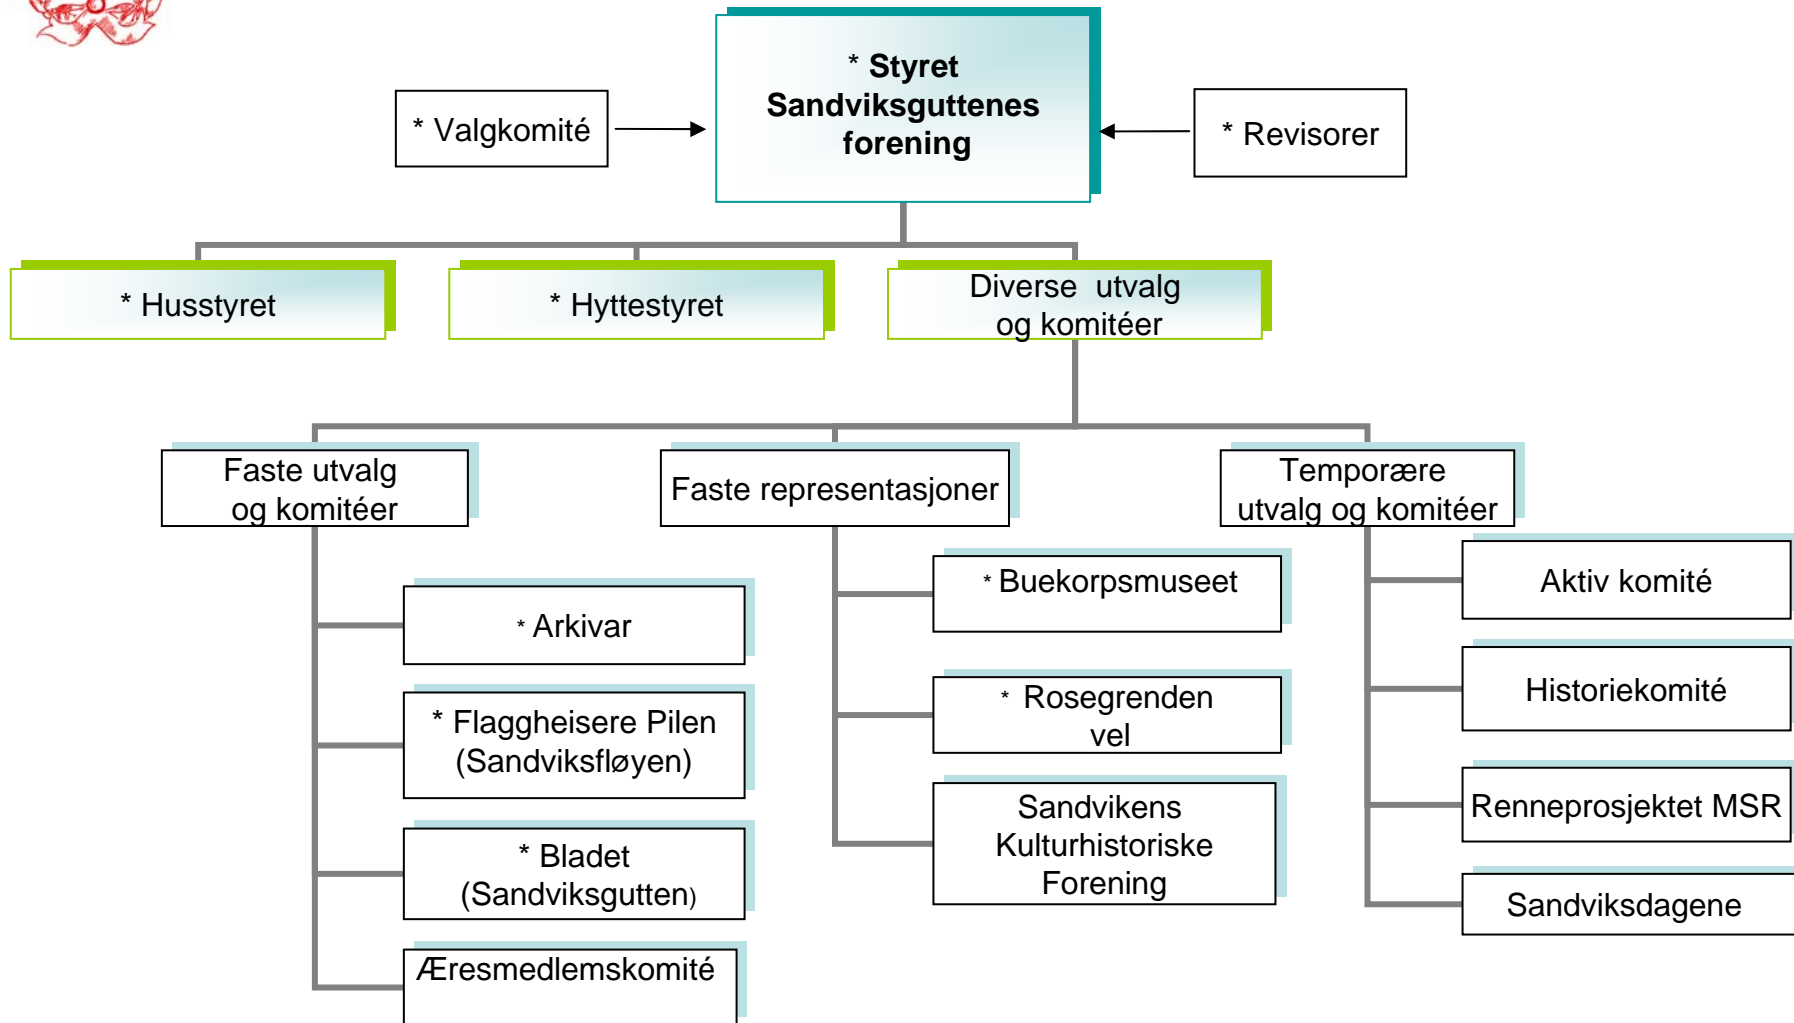 * Styret
Sandviksguttenes
forening
* Valgkomité
* Revisorer
* Husstyret
* Hyttestyret
Diverse utvalg
og komitéer
Faste utvalg
og komitéer
Faste representasjoner
Temporære
utvalg og komitéer
* Arkivar
* Flaggheisere Pilen
(Sandviksfløyen)
* Bladet
(Sandviksgutten)
Æresmedlemskomité
* Buekorpsmuseet
* Rosegrenden
vel
Sandvikens
Kulturhistoriske
Forening
Aktiv komité
Historiekomité
Renneprosjektet MSR
Sandviksdagene